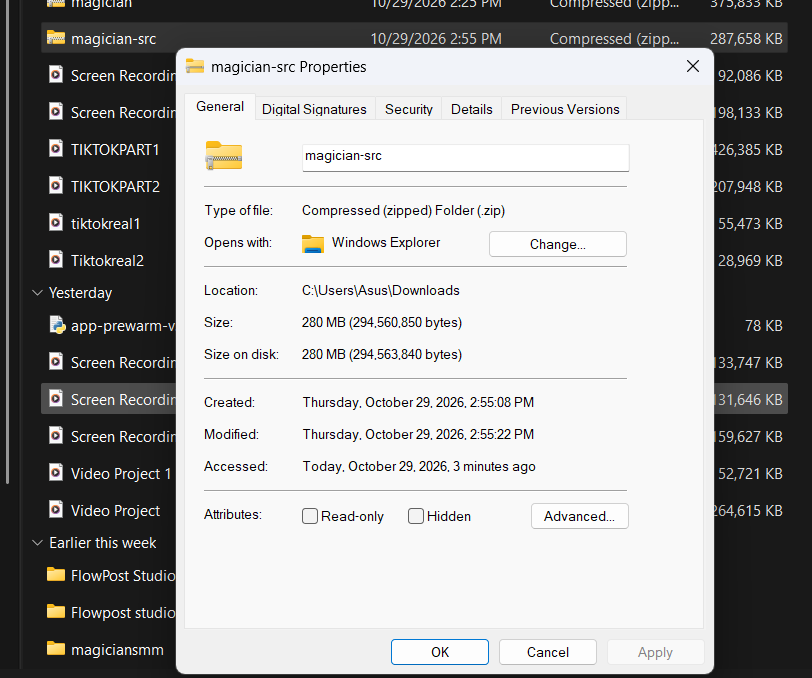 magician 10/29/2026 2:25 PM Compressed (zipp... 375,833 KB
magician-src 10/29/2026 2:55 PM Compressed (zipp... 287,658 KB
magician-src Properties
Screen Recordin 92,086 KB
General Digital Signatures Security Details Previous Versions
Screen Recordin 198,133 KB
TIKTOKPART1 426,385 KB
magician-src
TIKTOKPART2 207,948 KB
Type of file: Compressed (zipped) Folder (.zip)
tiktokreal1 55,473 KB
Opens with: Windows Explorer Change...
Tiktokreal2 28,969 KB
Yesterday
Location: C:\Users\Asus\Downloads
Size: 280 MB (294,560,850 bytes)
app-prewarm-v 78 KB
Size on disk: 280 MB (294,563,840 bytes)
Screen Recordin 133,747 KB
Created: Thursday, October 29, 2026, 2:55:08 PM
Screen Recordin 131,646 KB
Modified: Thursday, October 29, 2026, 2:55:22 PM
Screen Recordin 159,627 KB
Accessed: Today, October 29, 2026, 3 minutes ago
Video Project 1 52,721 KB
Video Project 264,615 KB
Attributes: Read-only Hidden Advanced...
Earlier this week
FlowPost Studio
Flowpost studio
magiciansmm
OK Cancel Apply